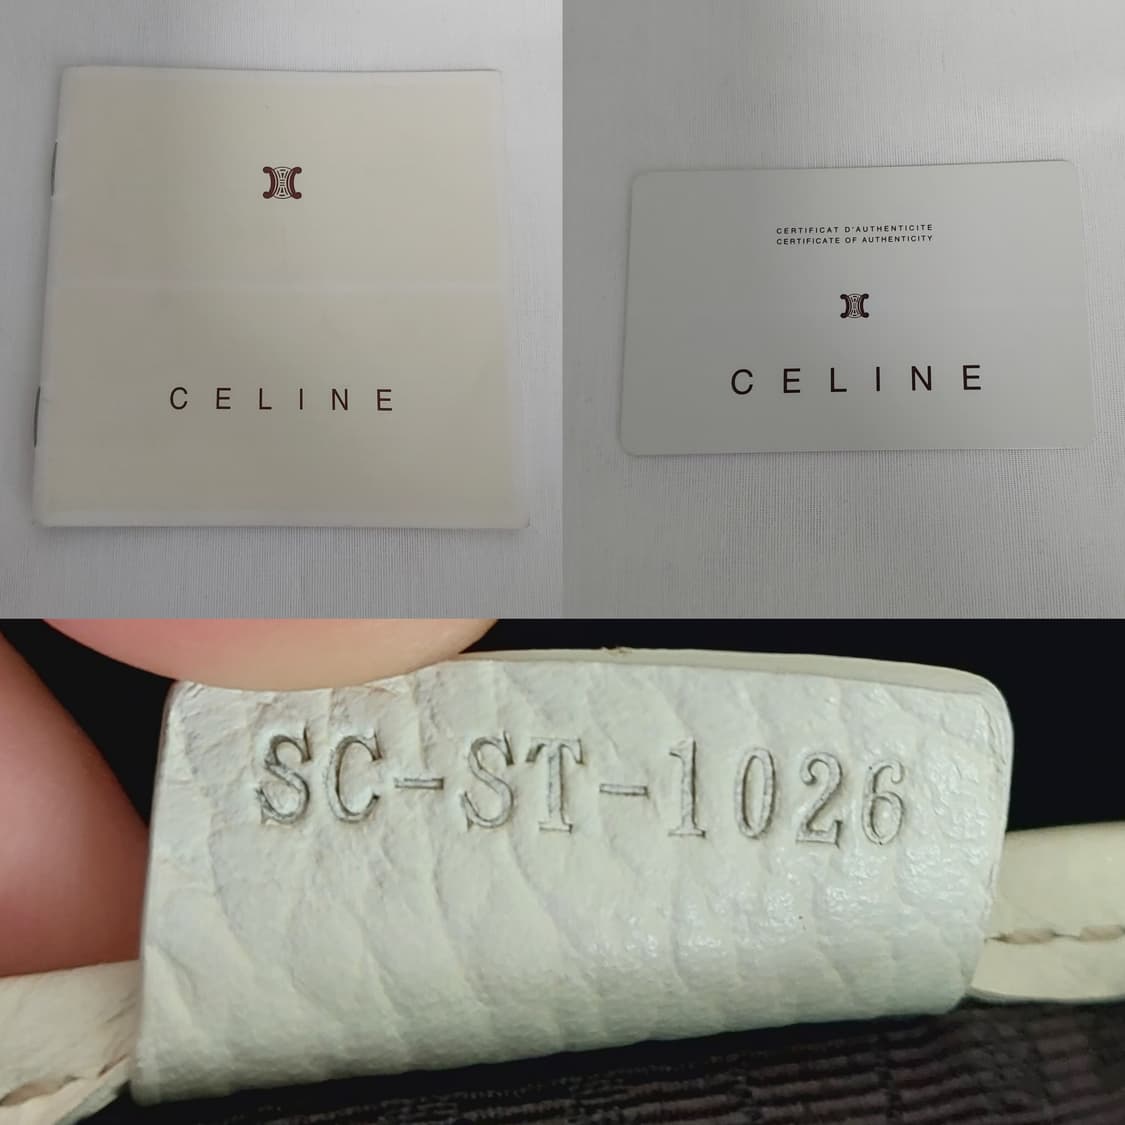 CELINE
CERTIFICAT D'AUTHENTICITE
CERTIFICATE OF AUTHENTICITY
CELINE
SC-ST-1026